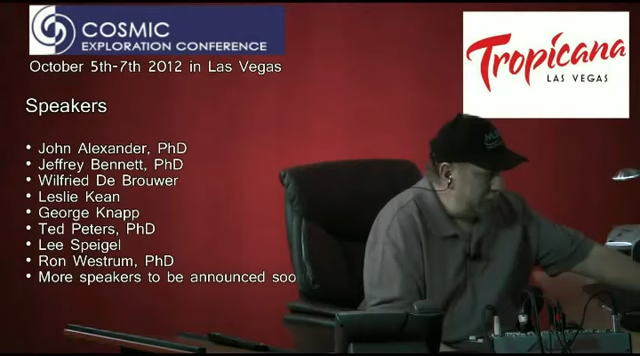 COSMIC
EXPLORATION CONFERENCE
October 5th-7th 2012 in Las Vegas
Tropicana
LAS VEGAS
Speakers
• John Alexander, PhD
• Jeffrey Bennett, PhD
• Wilfried De Brouwer
• Leslie Kean
• George Knapp
• Ted Peters, PhD
• Lee Speigel
• Ron Westrum, PhD
• More speakers to be announced soo